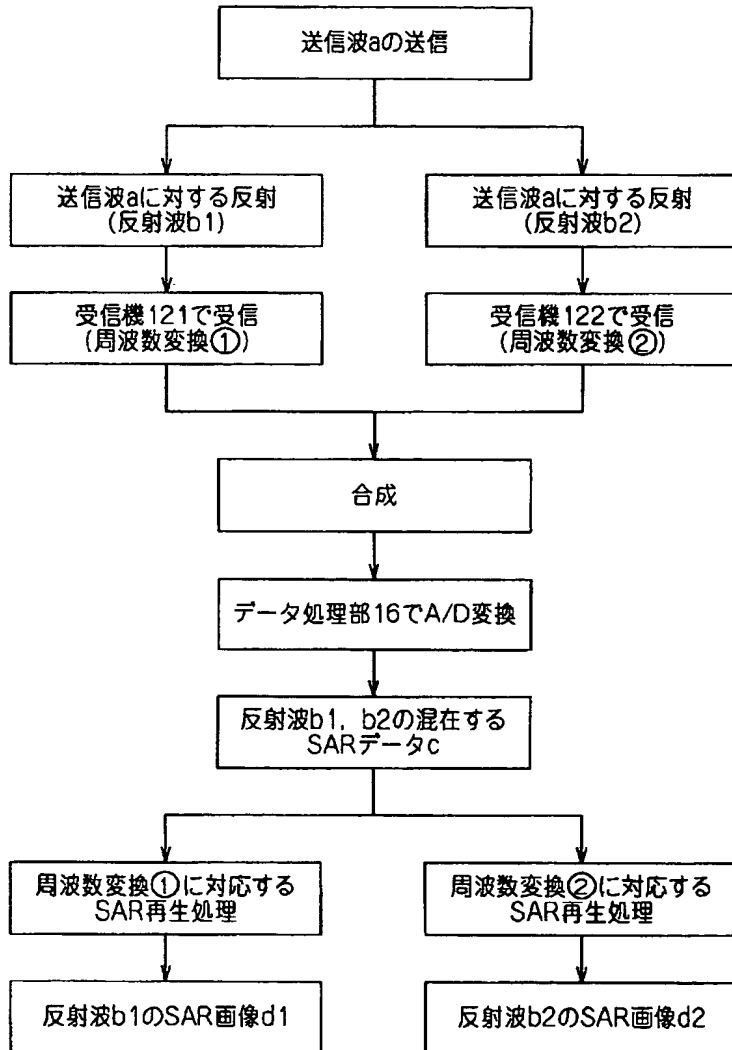 送信波aの送信
送信波aに対する反射
(反射波b1)
送信波aに対する反射
(反射波b2)
受信機121で受信
(周波数変換①)
受信機122で受信
(周波数変換②)
合成
データ処理部16でA/D変換
反射波b1, b2の混在する
SARデータc
周波数変換①に対応する
SAR再生処理
周波数変換②に対応する
SAR再生処理
反射波b1のSAR画像d1
反射波b2のSAR画像d2